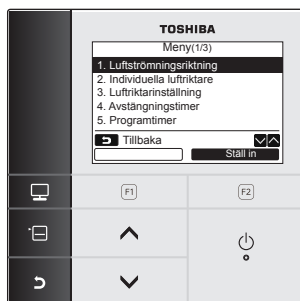 TOSHIBA
Meny(1/3)
1. Luftströmningsriktning
2. Individuella luftriktare
3. Luftriktarinställning
4. Avstängningstimer
5. Programtimer
Tillbaka
Ställ in
F1
F2